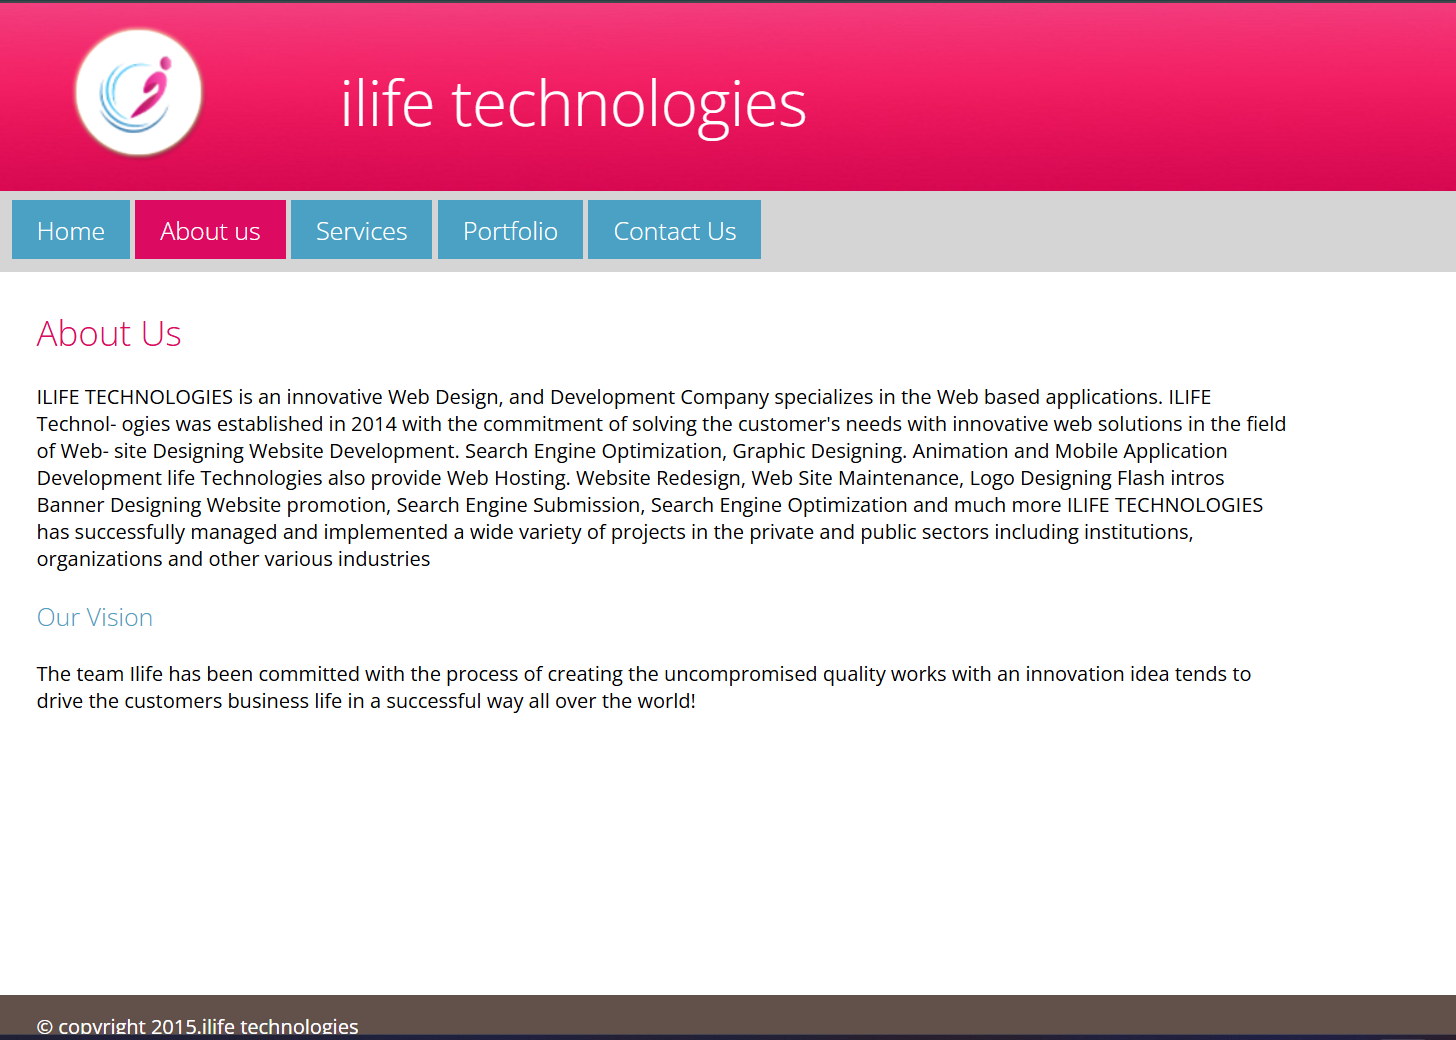 ilife technologies
Home
About us
Services
Portfolio
Contact Us
About Us
ILIFE TECHNOLOGIES is an innovative Web Design, and Development Company specializes in the Web based applications. ILIFE
Technol- ogies was established in 2014 with the commitment of solving the customer's needs with innovative web solutions in the field
of Web- site Designing Website Development. Search Engine Optimization, Graphic Designing. Animation and Mobile Application
Development life Technologies also provide Web Hosting. Website Redesign, Web Site Maintenance, Logo Designing Flash intros
Banner Designing Website promotion, Search Engine Submission, Search Engine Optimization and much more ILIFE TECHNOLOGIES
has successfully managed and implemented a wide variety of projects in the private and public sectors including institutions,
organizations and other various industries
Our Vision
The team Ilife has been committed with the process of creating the uncompromised quality works with an innovation idea tends to
drive the customers business life in a successful way all over the world!
© copyright 2015.ilife technologies